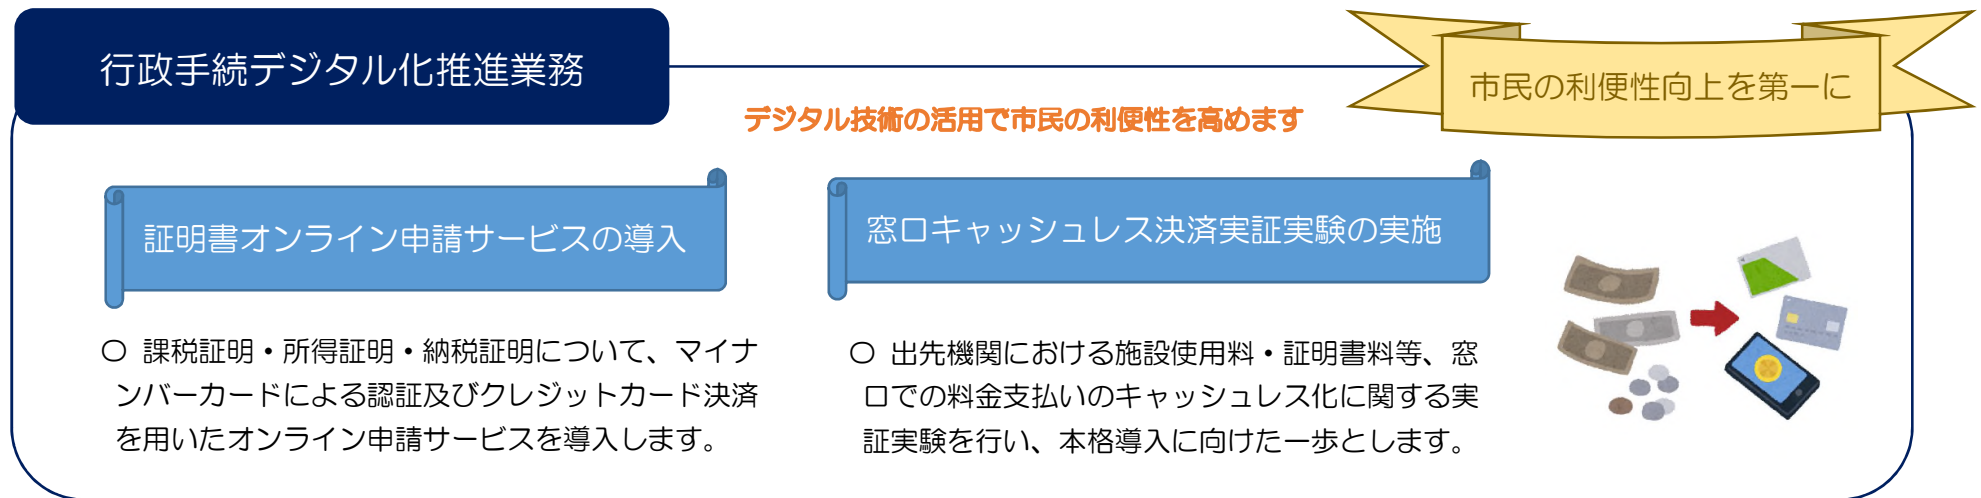 行政手続デジタル化推進業務
市民の利便性向上を第一に
デジタル技術の活用で市民の利便性を高めます
証明書オンライン申請サービスの導入
○ 課税証明・所得証明・納税証明について、マイナ
ンバーカードによる認証及びクレジットカード決済
を用いたオンライン申請サービスを導入します。
窓口キャッシュレス決済実証実験の実施
○ 出先機関における施設使用料・証明書料等、窓
口での料金支払いのキャッシュレス化に関する実
証実験を行い、本格導入に向けた一歩とします。